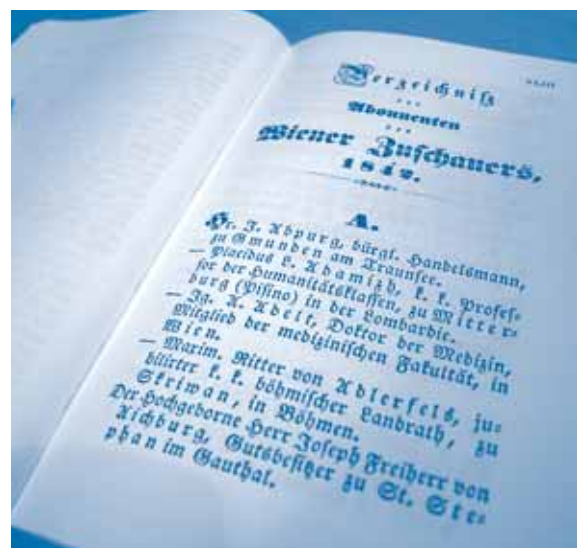 Verzeichniß
Abonnenten
Wiener Zuschauers,
1842.
A.
Hr. J. Abpurg, bürgl. Handelsmann,
zu Gmunden am Traunsee.
— Placidus L. Adamizh, k. k. Profes-
sor der Humanitätsklassen, zu Mitter-
burg (Pisino) in der Lombardie.
— Ig. A. Adelt, Doktor der Medizin,
Mitglied der medizinischen Fakultät, in
Wien.
— Maxim. Ritter von Adlerfels, ju-
bilirter k. k. böhmischer Landrath, zu
Skriwan, in Böhmen.
Der Hochgeborne Herr Joseph Freiherr von
Aichburg, Gutsbesitzer zu St. Ste-
phan im Gauthal.